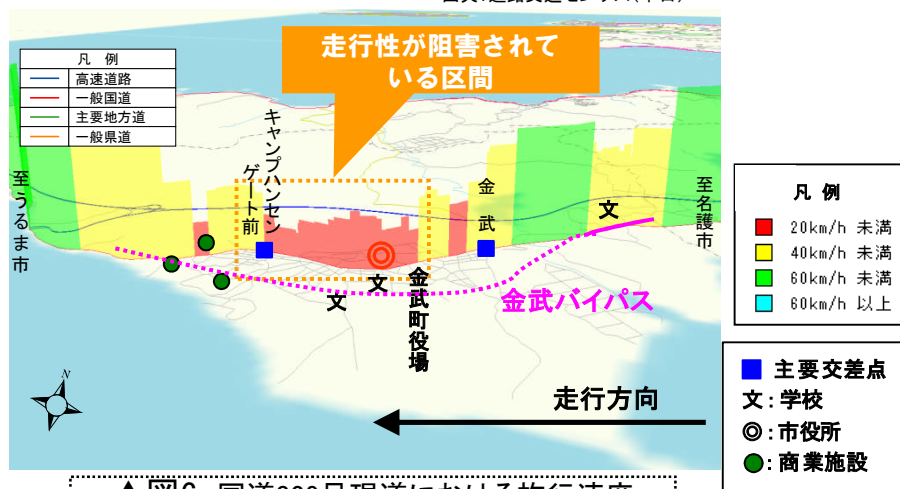 走行性が阻害されて
いる区間
凡 例
高速道路
一般国道
主要地方道
一般県道
キャンプハンセン
ゲート前
金武
至うるま市
至名護市
文
文
文
金武町役場
金武バイパス
N
走行方向
凡 例
20km/h 未満
40km/h 未満
60km/h 未満
60km/h 以上
主要交差点
文:学校
◎:市役所
●:商業施設